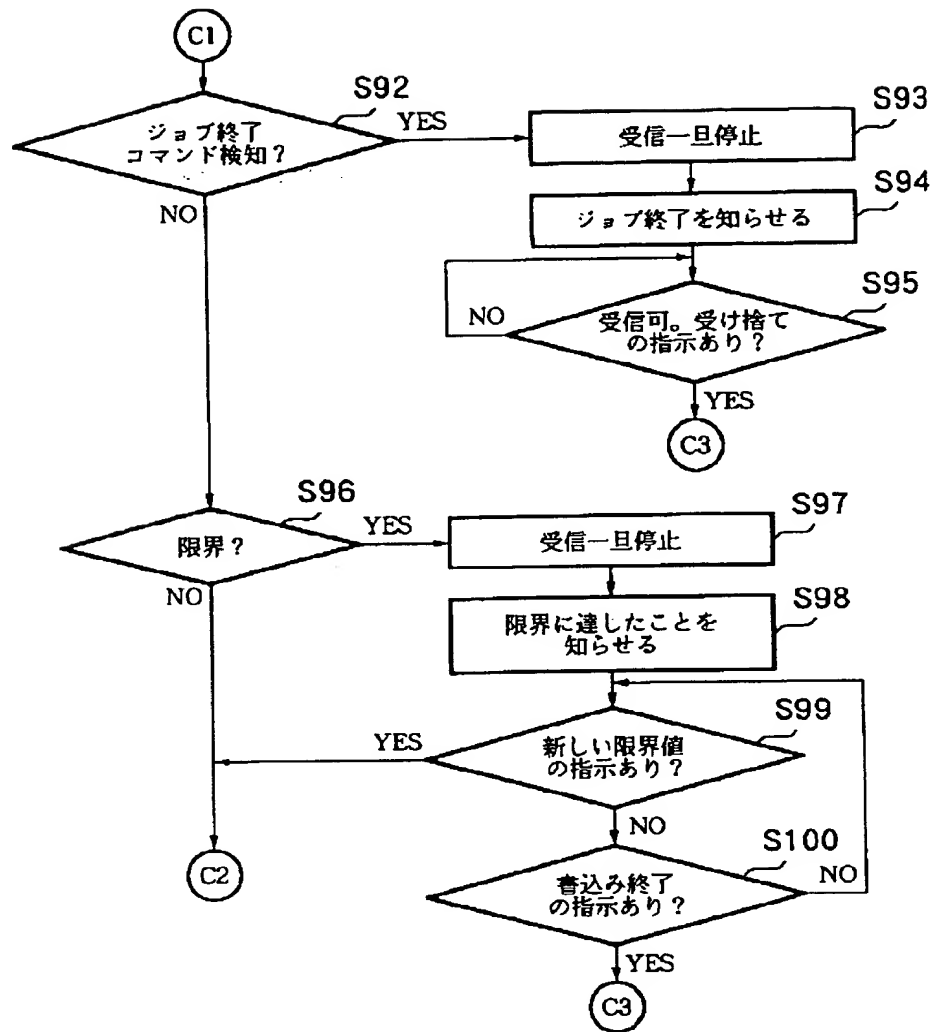 C1
S92
ジョブ終了
コマンド検知?
YES
NO
S93
受信一旦停止
S94
ジョブ終了を知らせる
S95
受信可。受け捨て
の指示あり?
NO
YES
C3
S96
限界?
YES
NO
S97
受信一旦停止
S98
限界に達したことを
知らせる
S99
新しい限界値
の指示あり?
YES
NO
C2
S100
書込み終了
の指示あり?
NO
YES
C3